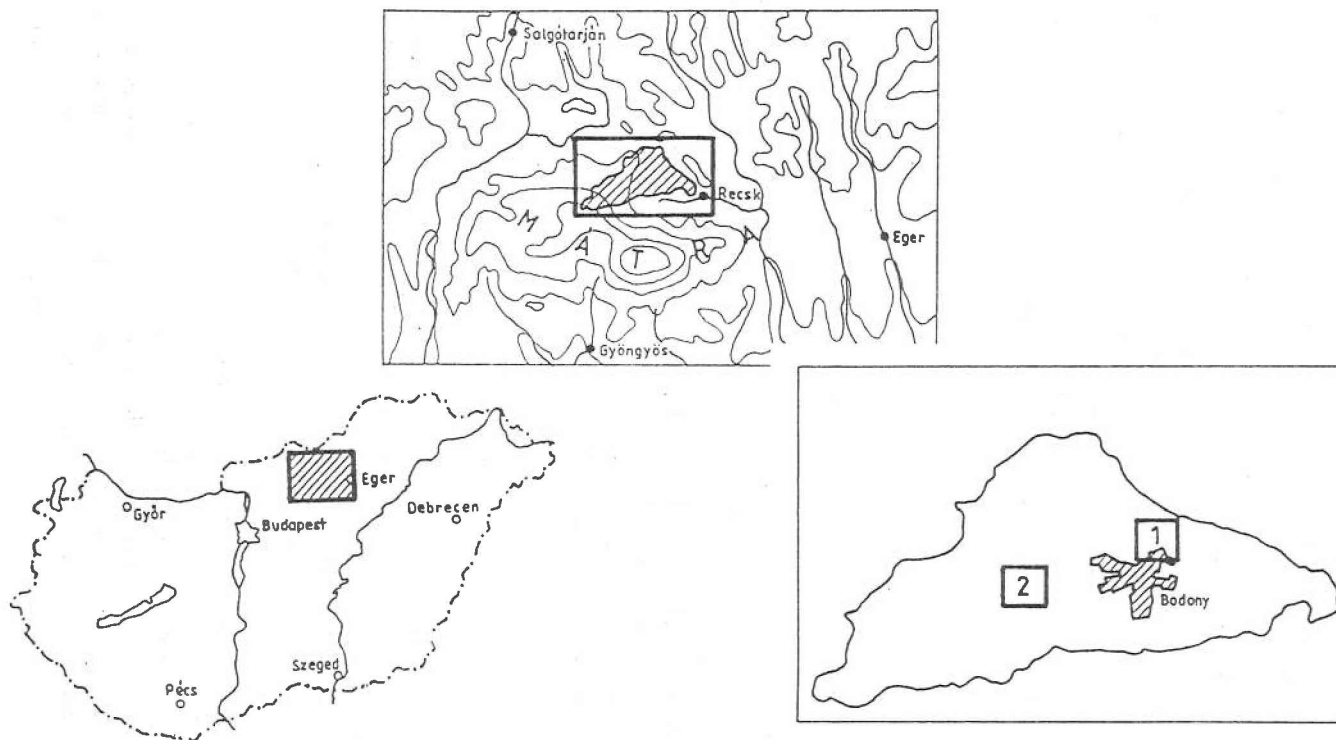 Salgótarján
Recsk
M
Á
T
R
A
Eger
Gyöngyös
Eger
Győr
Budapest
Debrecen
Szeged
Pécs
1
2
Bodony